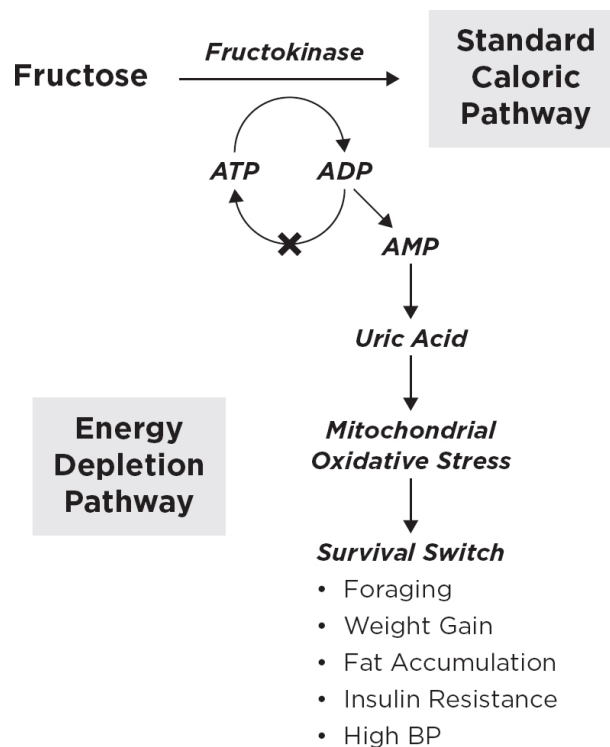 Fructokinase
Fructose
Standard
Caloric
Pathway
ATP
ADP
AMP
Uric Acid
Energy
Depletion
Pathway
Mitochondrial
Oxidative Stress
Survival Switch
• Foraging
• Weight Gain
• Fat Accumulation
• Insulin Resistance
• High BP